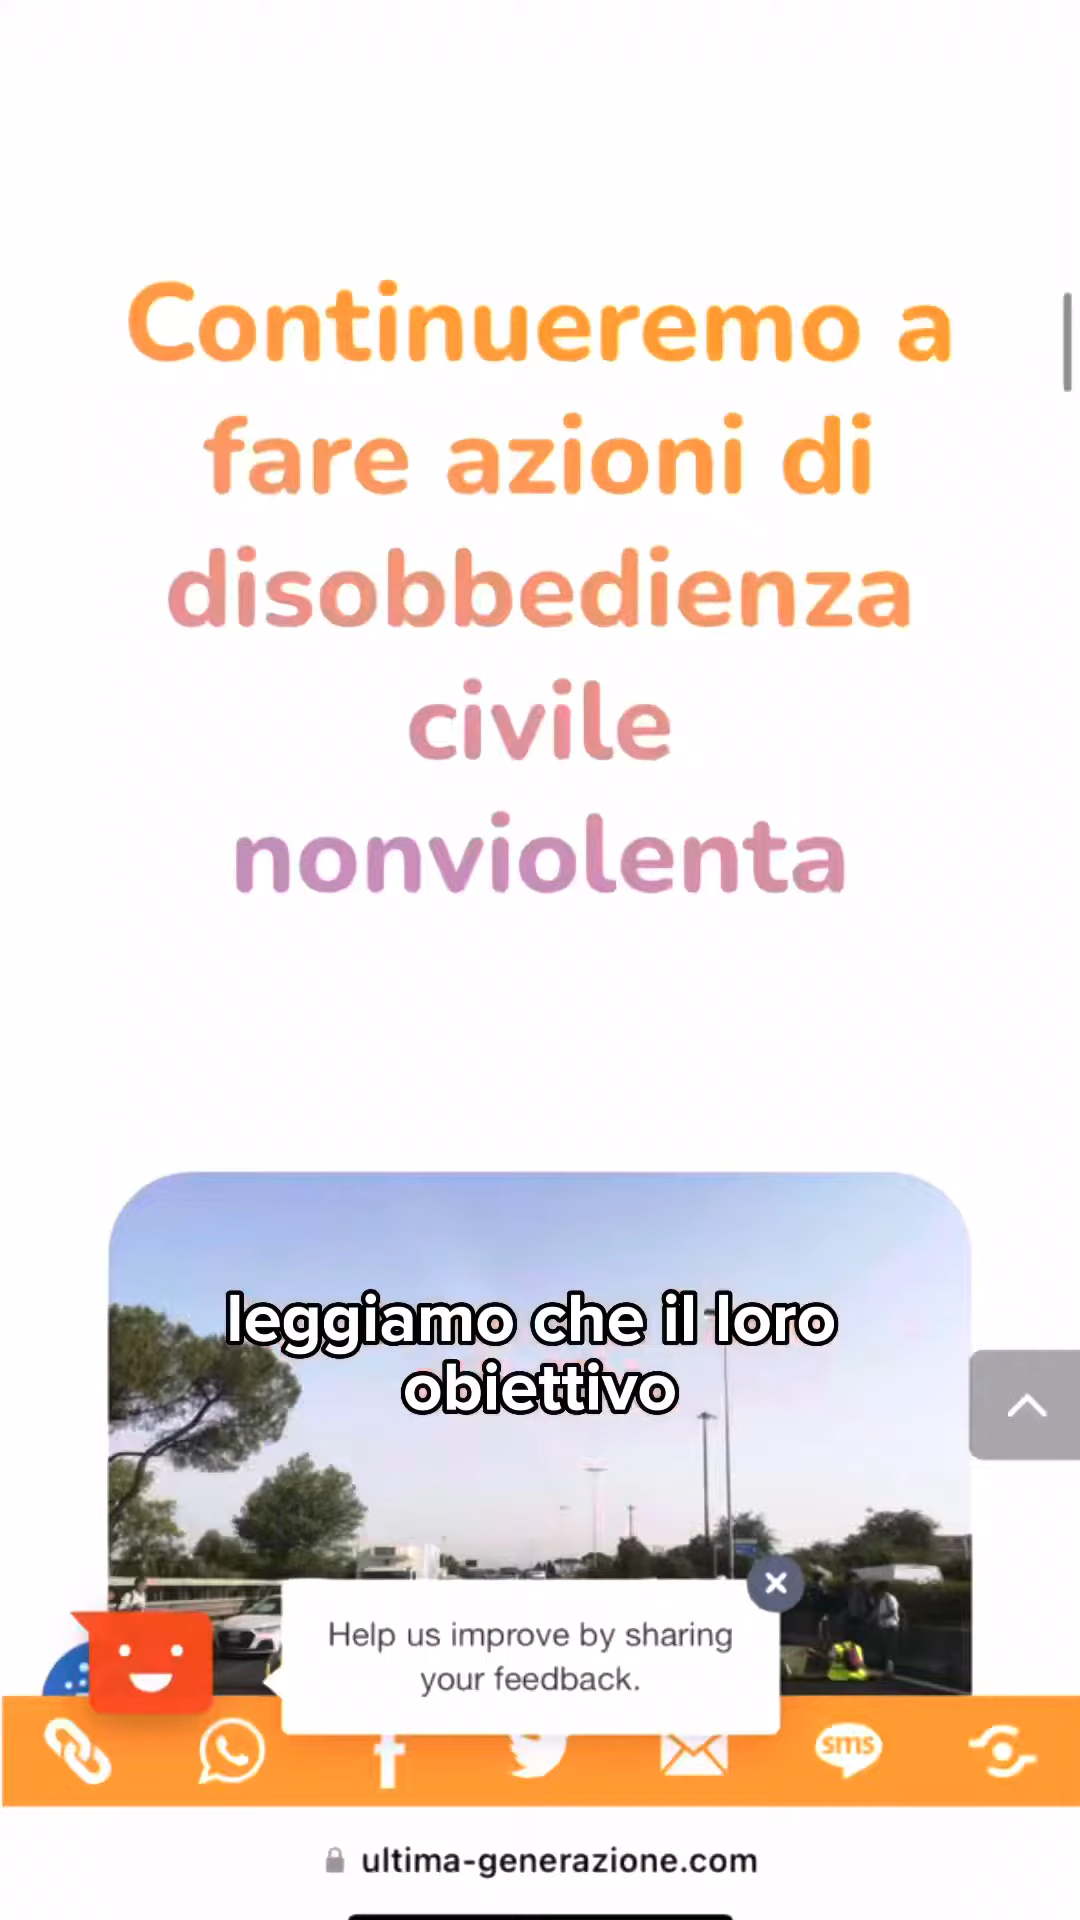 Continueremo a
fare azioni di
disobbedienza
civile
nonviolenta
leggiamo che il loro
obiettivo
Help us improve by sharing
your feedback.
sms
ultima-generazione.com